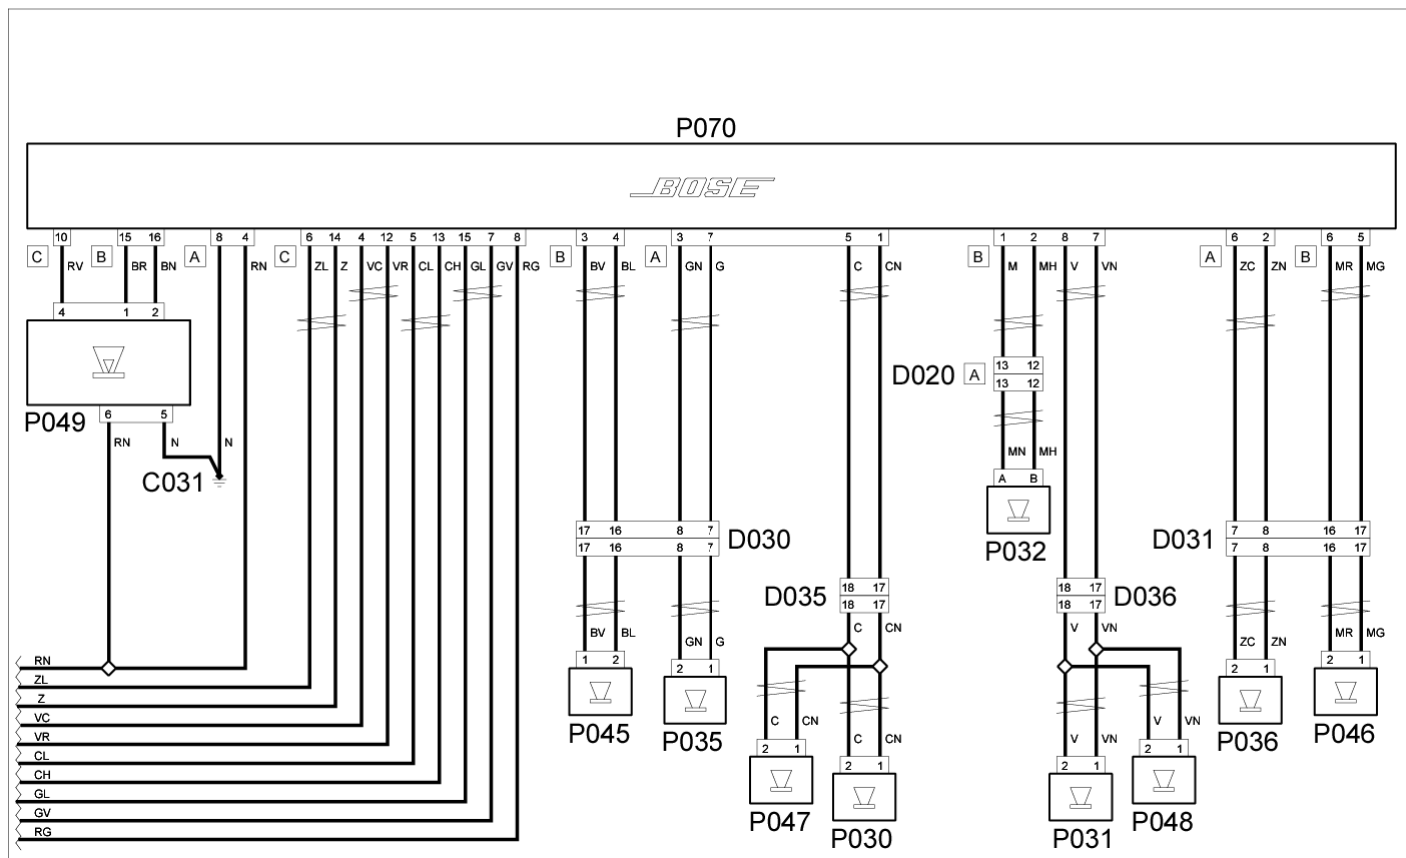 P070
BOSE
10 15 16 8 4 6 14 4 12 5 13 15 7 8 3 4 3 7 5 1 1 2 8 7 6 2 6 5
C B A C B A B A B
RV BR BN RN ZL Z VC VR CL CH GL GV RG BV BL GN G C CN M MH V VN ZC ZN MR MG
4 1 2
P049
6 5
RN N N
C031
D020 A
13 12
13 12
MN MH
A B
P032
17 16 8 7
17 16 8 7
D030
D031
7 8 16 17
7 8 16 17
D035
18 17
18 17
D036
18 17
18 17
C CN V VN
BV BL GN G ZC ZN MR MG
1 2 2 1 2 1 2 1
P045 P035 P036 P046
C CN C CN V VN V VN
2 1 2 1 2 1 2 1
P047 P030 P031 P048
RN
ZL
Z
VC
VR
CL
CH
GL
GV
RG